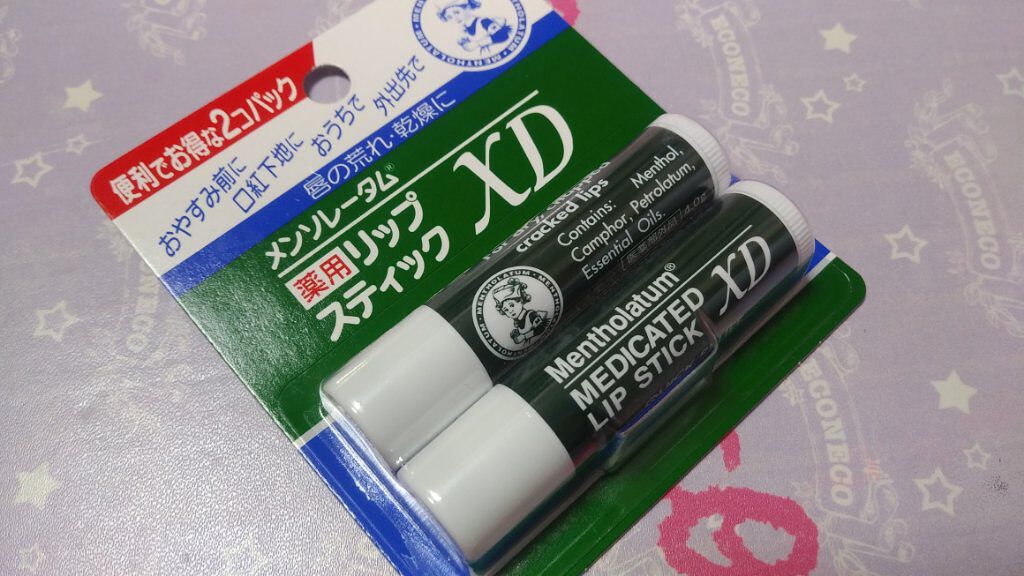 便利でお得な2コパック
おやすみ前に
口紅下地に
おうちで
外出先で
唇の荒れ・乾燥に
メンソレータム®
薬用リップ
スティック
XD
cracked lips
Contains: Menthol,
Camphor, Petrolatum,
Essential Oils.
Mentholatum®
MEDICATED
LIP STICK
XD
ECONECO
ECONECO
ECONECO